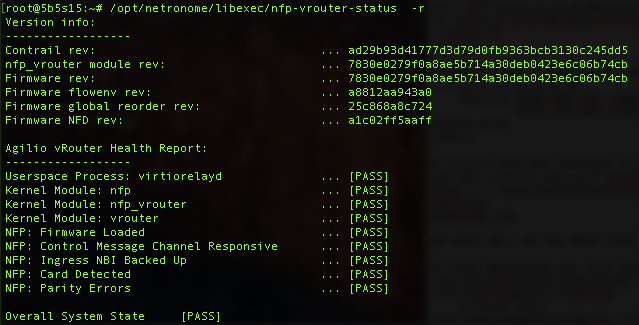 [root@5b5s15:~# /opt/netronome/libexec/nfp-vrouter-status  -r
Version info:
------------------
Contrail rev:                                ... ad29b93d41777d3d79d0fb9363bcb3130c245dd5
nfp_vrouter module rev:                      ... 7830e0279f0a8ae5b714a30deb0423e6c06b74cb
Firmware rev:                                ... 7830e0279f0a8ae5b714a30deb0423e6c06b74cb
Firmware flowenv rev:                        ... a8812aa943a0
Firmware global reorder rev:                 ... 25c868a8c724
Firmware NFD rev:                            ... a1c02ff5aaff
Agilio vRouter Health Report:
------------------
Userspace Process: virtiorelayd              ... [PASS]
Kernel Module: nfp                           ... [PASS]
Kernel Module: nfp_vrouter                   ... [PASS]
Kernel Module: vrouter                       ... [PASS]
NFP: Firmware Loaded                         ... [PASS]
NFP: Control Message Channel Responsive      ... [PASS]
NFP: Ingress NBI Backed Up                   ... [PASS]
NFP: Card Detected                           ... [PASS]
NFP: Parity Errors                           ... [PASS]
Overall System State     [PASS]